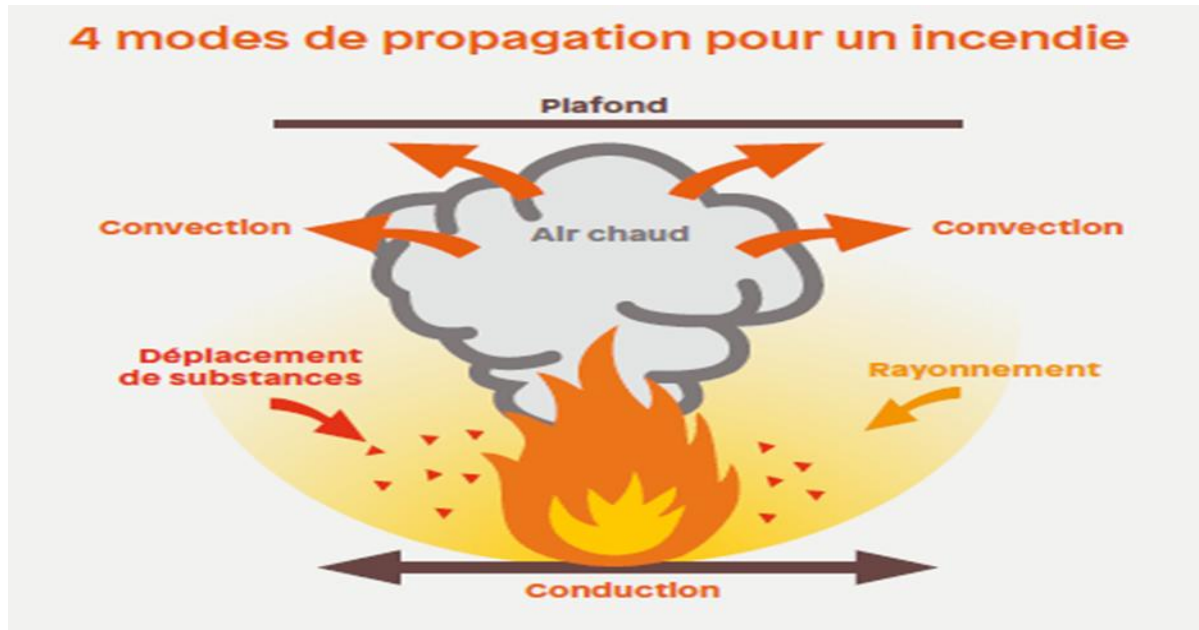 4 modes de propagation pour un incendie
Plafond
Convection
Air chaud
Convection
Déplacement
de substances
Rayonnement
Conduction